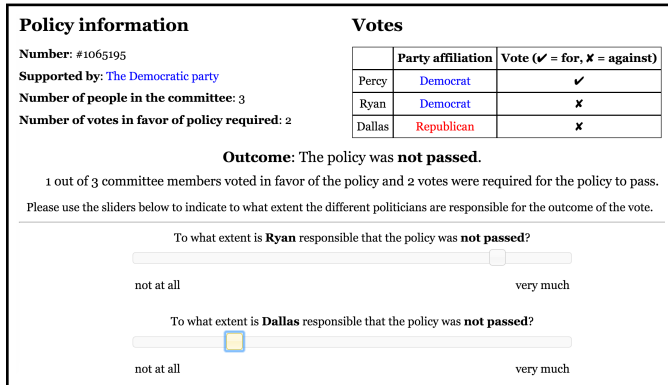 Policy information
Number: #1065195
Supported by: The Democratic party
Number of people in the committee: 3
Number of votes in favor of policy required: 2
Votes
Party affiliation Vote (✔ = for, ✘ = against)
Percy Democrat ✔
Ryan Democrat ✘
Dallas Republican ✘
Outcome: The policy was not passed.
1 out of 3 committee members voted in favor of the policy and 2 votes were required for the policy to pass.
Please use the sliders below to indicate to what extent the different politicians are responsible for the outcome of the vote.
To what extent is Ryan responsible that the policy was not passed?
not at all very much
To what extent is Dallas responsible that the policy was not passed?
not at all very much